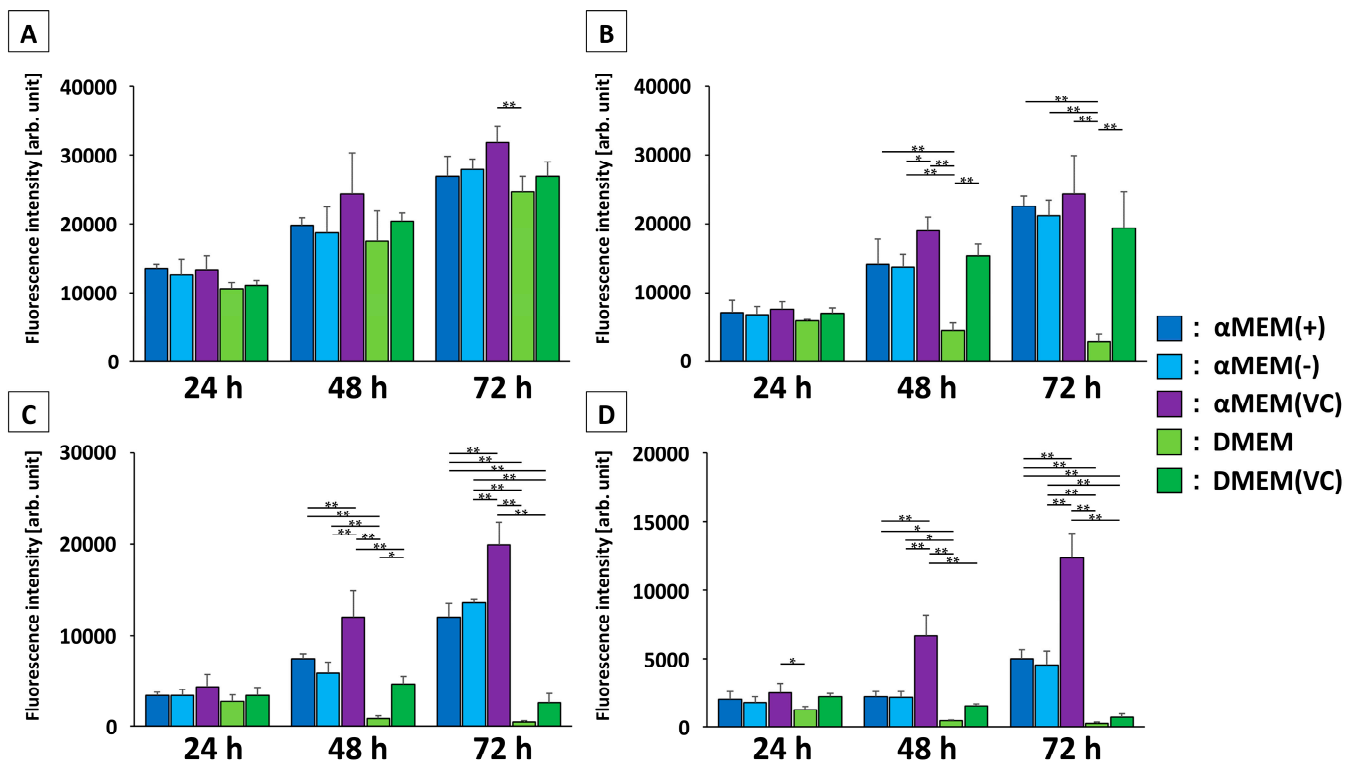 A
Fluorescence intensity [arb. unit]
40000
30000
20000
10000
0
**
24 h
48 h
72 h
B
Fluorescence intensity [arb. unit]
40000
30000
20000
10000
0
**
*
**
**
**
**
**
**
**
24 h
48 h
72 h
C
Fluorescence intensity [arb. unit]
30000
20000
10000
0
**
**
**
**
**
**
*
**
**
**
**
**
**
**
**
24 h
48 h
72 h
D
Fluorescence intensity [arb. unit]
20000
15000
10000
5000
0
*
**
*
*
**
**
**
**
**
**
**
**
**
**
**
24 h
48 h
72 h
: αMEM(+)
: αMEM(-)
: αMEM(VC)
: DMEM
: DMEM(VC)